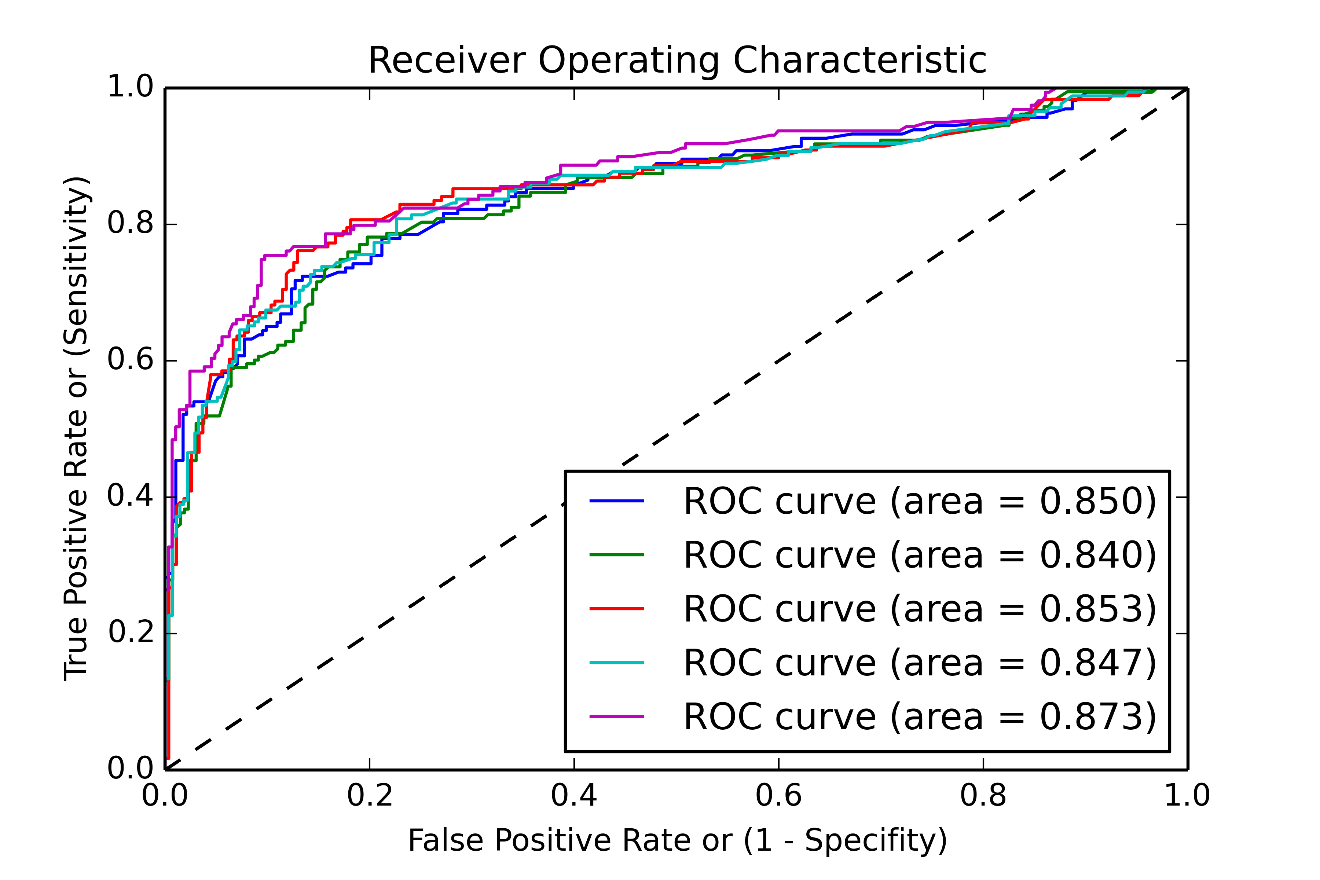 Receiver Operating Characteristic
1.0
0.8
0.6
0.4
0.2
0.0
True Positive Rate or (Sensitivity)
ROC curve (area = 0.850)
ROC curve (area = 0.840)
ROC curve (area = 0.853)
ROC curve (area = 0.847)
ROC curve (area = 0.873)
0.0 0.2 0.4 0.6 0.8 1.0
False Positive Rate or (1 - Specifity)